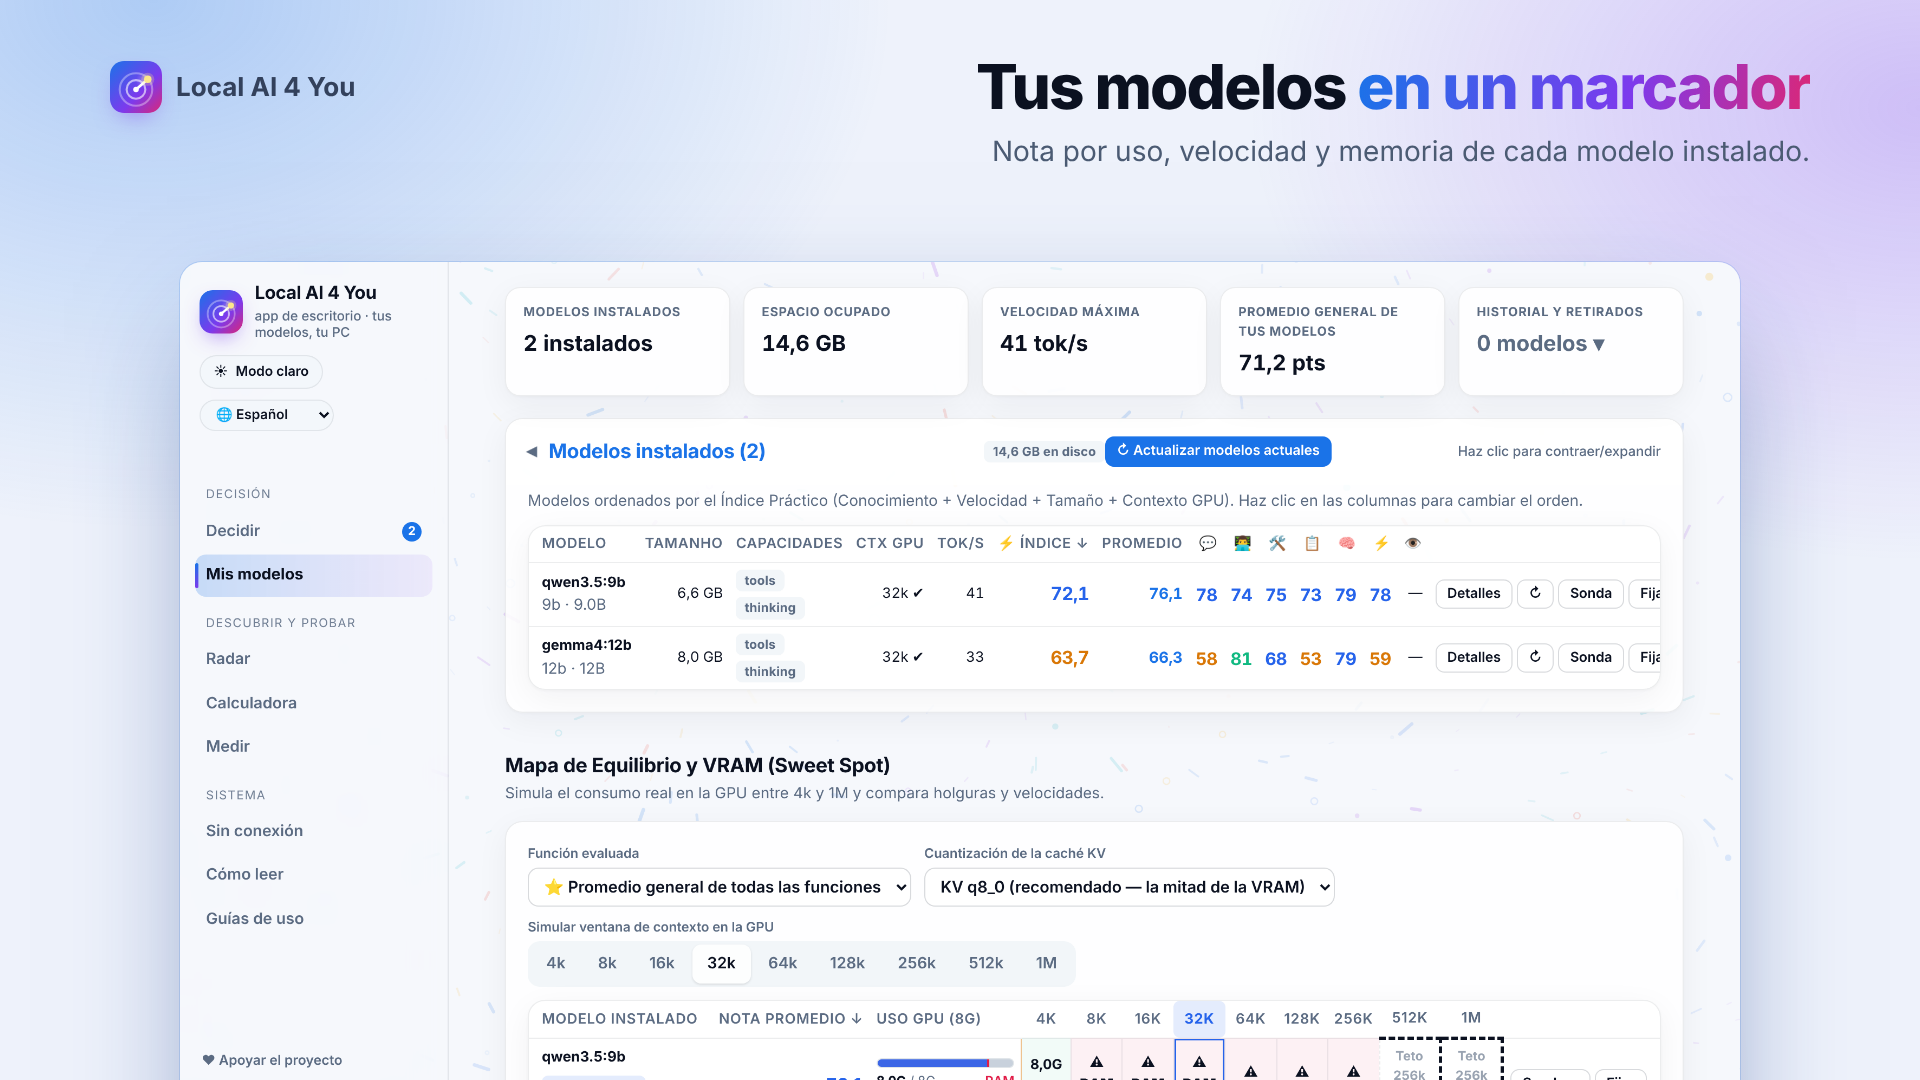 Local AI 4 You
Tus modelos en un marcador
Nota por uso, velocidad y memoria de cada modelo instalado.
Local AI 4 You
app de escritorio · tus
modelos, tu PC
☀ Modo claro
🌐 Español
DECISIÓN
Decidir 2
Mis modelos
DESCUBRIR Y PROBAR
Radar
Calculadora
Medir
SISTEMA
Sin conexión
Cómo leer
Guías de uso
♥ Apoyar el proyecto
MODELOS INSTALADOS
2 instalados
ESPACIO OCUPADO
14,6 GB
VELOCIDAD MÁXIMA
41 tok/s
PROMEDIO GENERAL DE
TUS MODELOS
71,2 pts
HISTORIAL Y RETIRADOS
0 modelos ▾
◀ Modelos instalados (2) 14,6 GB en disco ↻ Actualizar modelos actuales Haz clic para contraer/expandir
Modelos ordenados por el Índice Práctico (Conocimiento + Velocidad + Tamaño + Contexto GPU). Haz clic en las columnas para cambiar el orden.
MODELO TAMANHO CAPACIDADES CTX GPU TOK/S ⚡ ÍNDICE ↓ PROMEDIO 💬 👨‍💻 🛠️ 📋 🧠 ⚡ 👁️
qwen3.5:9b
9b · 9.0B
6,6 GB tools
thinking
32k ✔ 41 72,1 76,1 78 74 75 73 79 78 — Detalles ↻ Sonda Fija
gemma4:12b
12b · 12B
8,0 GB tools
thinking
32k ✔ 33 63,7 66,3 58 81 68 53 79 59 — Detalles ↻ Sonda Fija
Mapa de Equilibrio y VRAM (Sweet Spot)
Simula el consumo real en la GPU entre 4k y 1M y compara holguras y velocidades.
Función evaluada
⭐ Promedio general de todas las funciones
Cuantización de la caché KV
KV q8_0 (recomendado — la mitad de la VRAM)
Simular ventana de contexto en la GPU
4k 8k 16k 32k 64k 128k 256k 512k 1M
MODELO INSTALADO NOTA PROMEDIO ↓ USO GPU (8G) 4K 8K 16K 32K 64K 128K 256K 512K 1M
qwen3.5:9b
8,0G
Teto
256k
Teto
256k